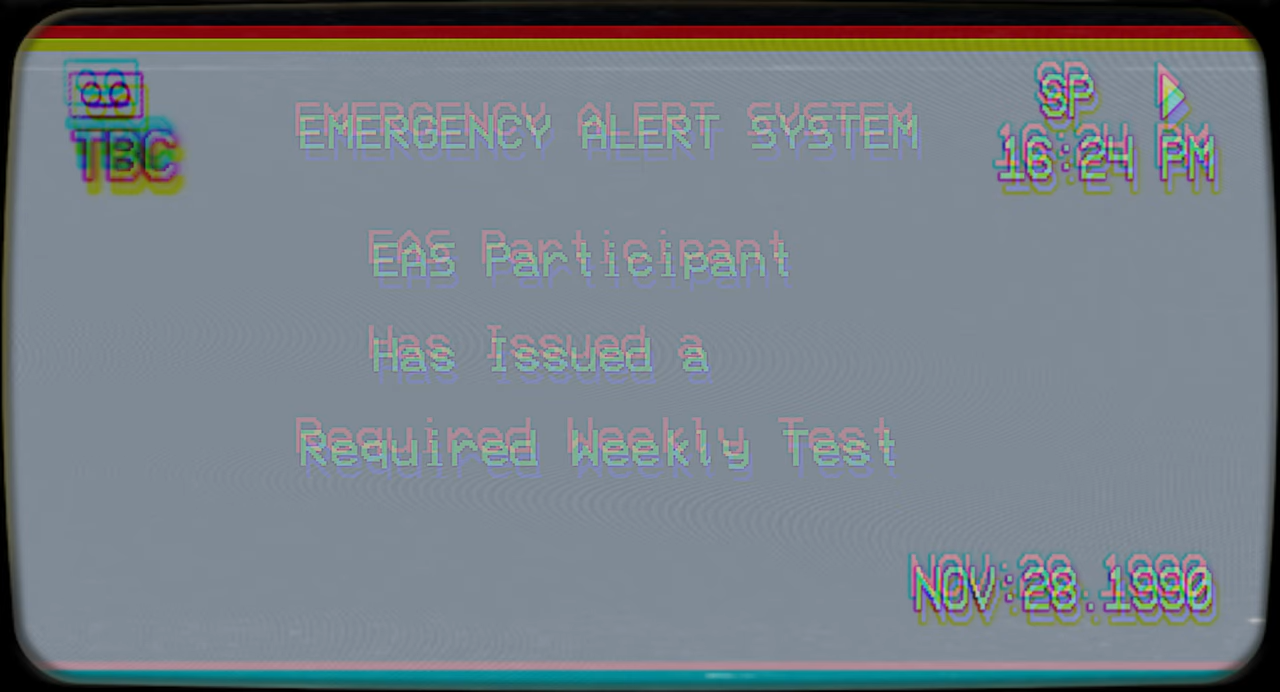 SP
TBC
EMERGENCY ALERT SYSTEM
16:24 PM
EAS Participant
Has Issued a
Required Weekly Test
NOV:28.1990